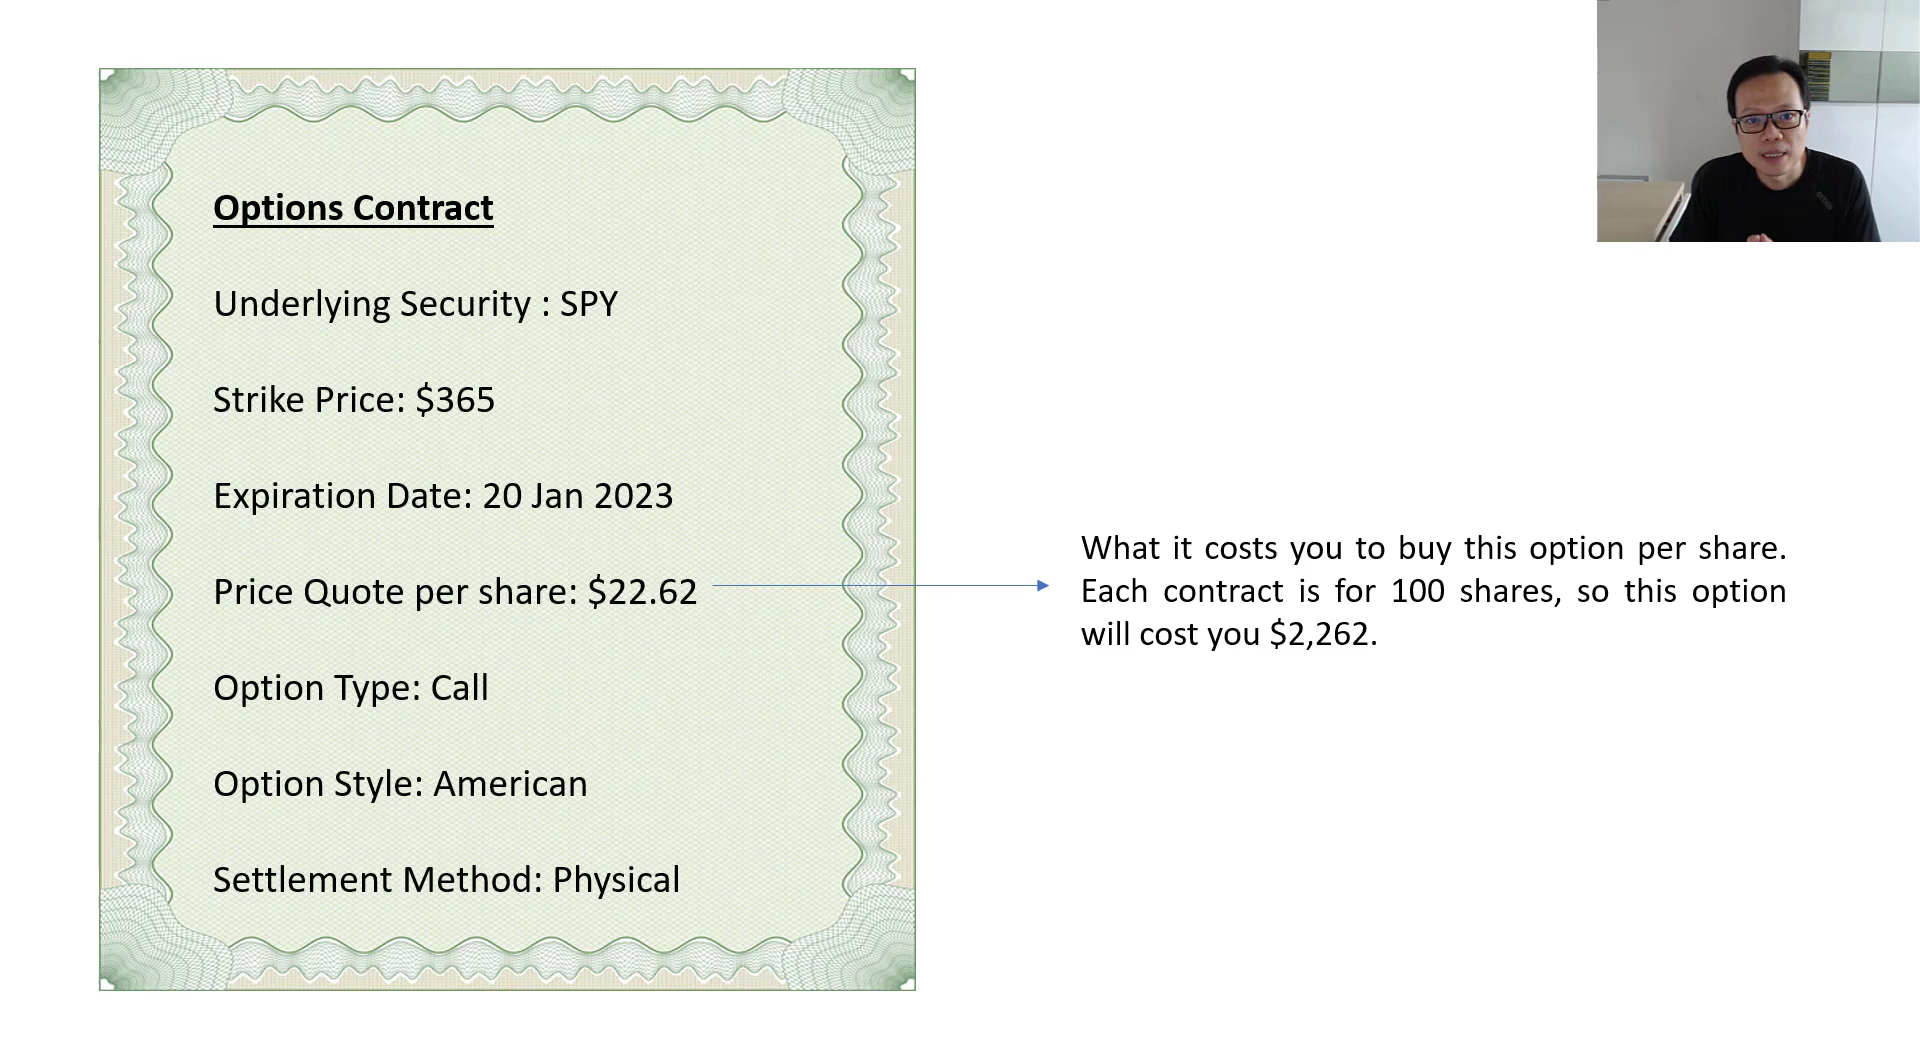 Options Contract
Underlying Security : SPY
Strike Price: $365
Expiration Date: 20 Jan 2023
Price Quote per share: $22.62
Option Type: Call
Option Style: American
Settlement Method: Physical
What it costs you to buy this option per share.
Each contract is for 100 shares, so this option
will cost you $2,262.